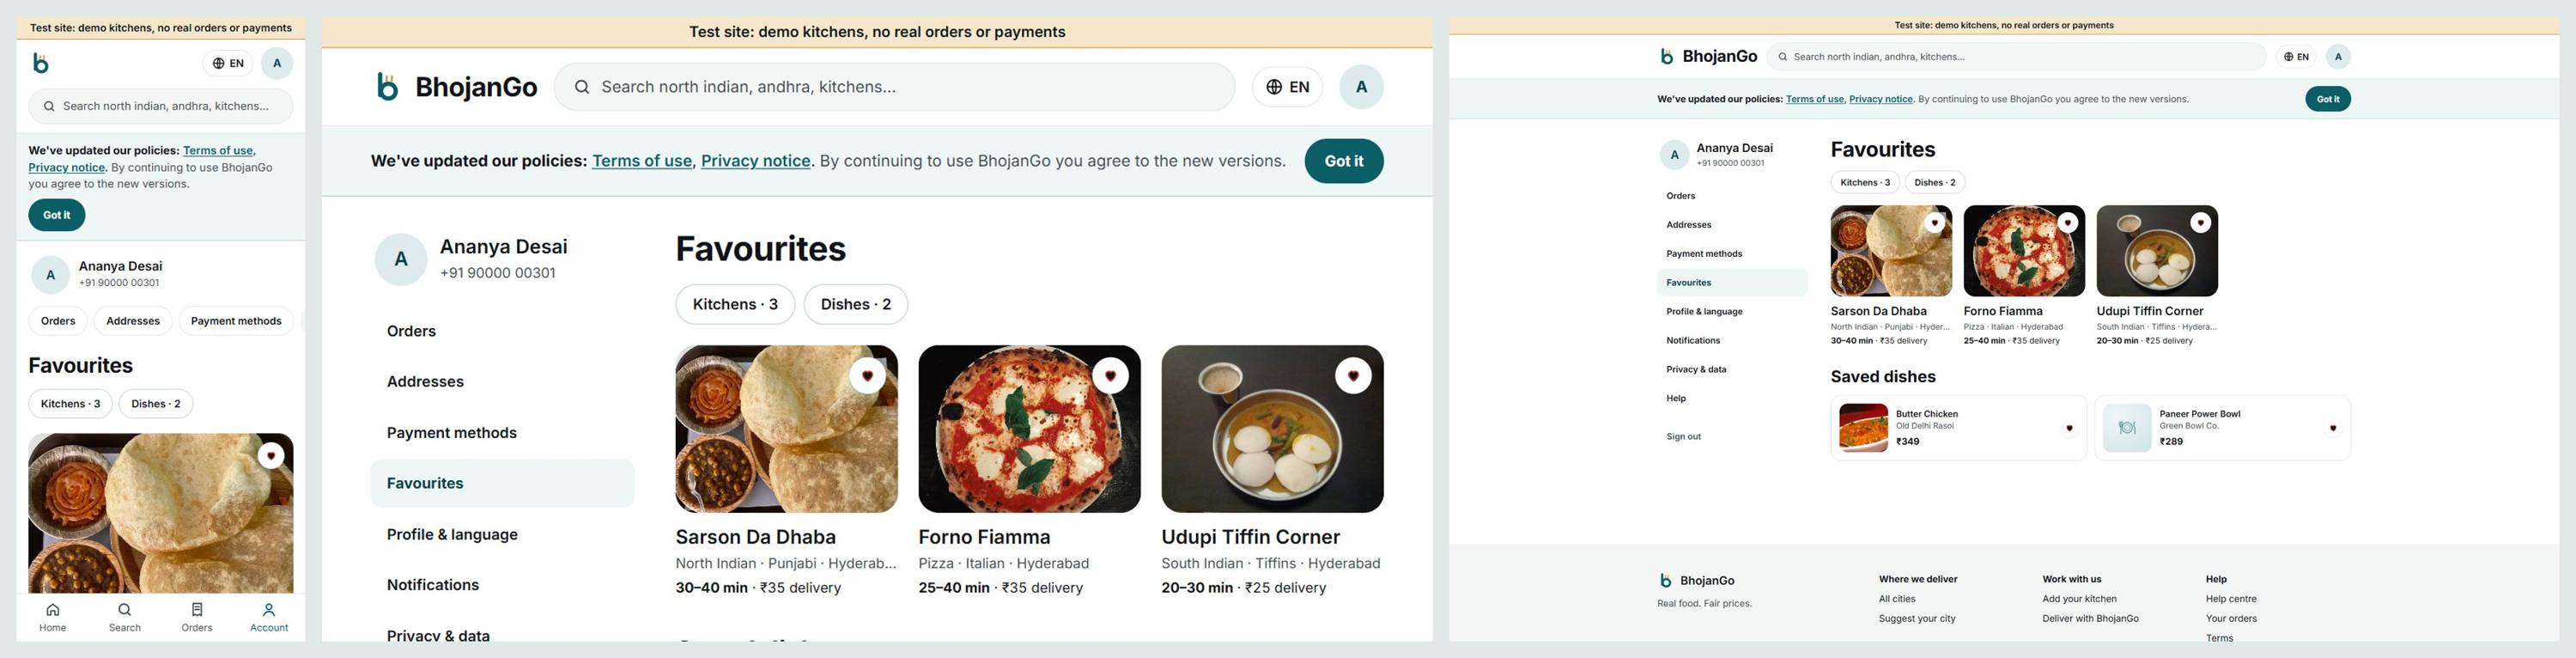 Test site: demo kitchens, no real orders or payments
EN
A
Search north indian, andhra, kitchens...
We've updated our policies: Terms of use,
Privacy notice. By continuing to use BhojanGo
you agree to the new versions.
Got it
A
Ananya Desai
+91 90000 00301
Orders
Addresses
Payment methods
Favourites
Kitchens · 3
Dishes · 2
Home
Search
Orders
Account
Test site: demo kitchens, no real orders or payments
BhojanGo
Search north indian, andhra, kitchens...
EN
A
We've updated our policies: Terms of use, Privacy notice. By continuing to use BhojanGo you agree to the new versions.
Got it
A
Ananya Desai
+91 90000 00301
Orders
Addresses
Payment methods
Favourites
Profile & language
Notifications
Privacy & data
Favourites
Kitchens · 3
Dishes · 2
Sarson Da Dhaba
North Indian · Punjabi · Hyderab...
30–40 min · ₹35 delivery
Forno Fiamma
Pizza · Italian · Hyderabad
25–40 min · ₹35 delivery
Udupi Tiffin Corner
South Indian · Tiffins · Hyderabad
20–30 min · ₹25 delivery
Test site: demo kitchens, no real orders or payments
BhojanGo
Search north indian, andhra, kitchens...
EN
A
We've updated our policies: Terms of use, Privacy notice. By continuing to use BhojanGo you agree to the new versions.
Got it
A
Ananya Desai
+91 90000 00301
Orders
Addresses
Payment methods
Favourites
Profile & language
Notifications
Privacy & data
Help
Sign out
Favourites
Kitchens · 3
Dishes · 2
Sarson Da Dhaba
North Indian · Punjabi · Hyder...
30–40 min · ₹35 delivery
Forno Fiamma
Pizza · Italian · Hyderabad
25–40 min · ₹35 delivery
Udupi Tiffin Corner
South Indian · Tiffins · Hydera...
20–30 min · ₹25 delivery
Saved dishes
Butter Chicken
Old Delhi Rasoi
₹349
Paneer Power Bowl
Green Bowl Co.
₹289
BhojanGo
Real food. Fair prices.
Where we deliver
All cities
Suggest your city
Work with us
Add your kitchen
Deliver with BhojanGo
Help
Help centre
Your orders
Terms